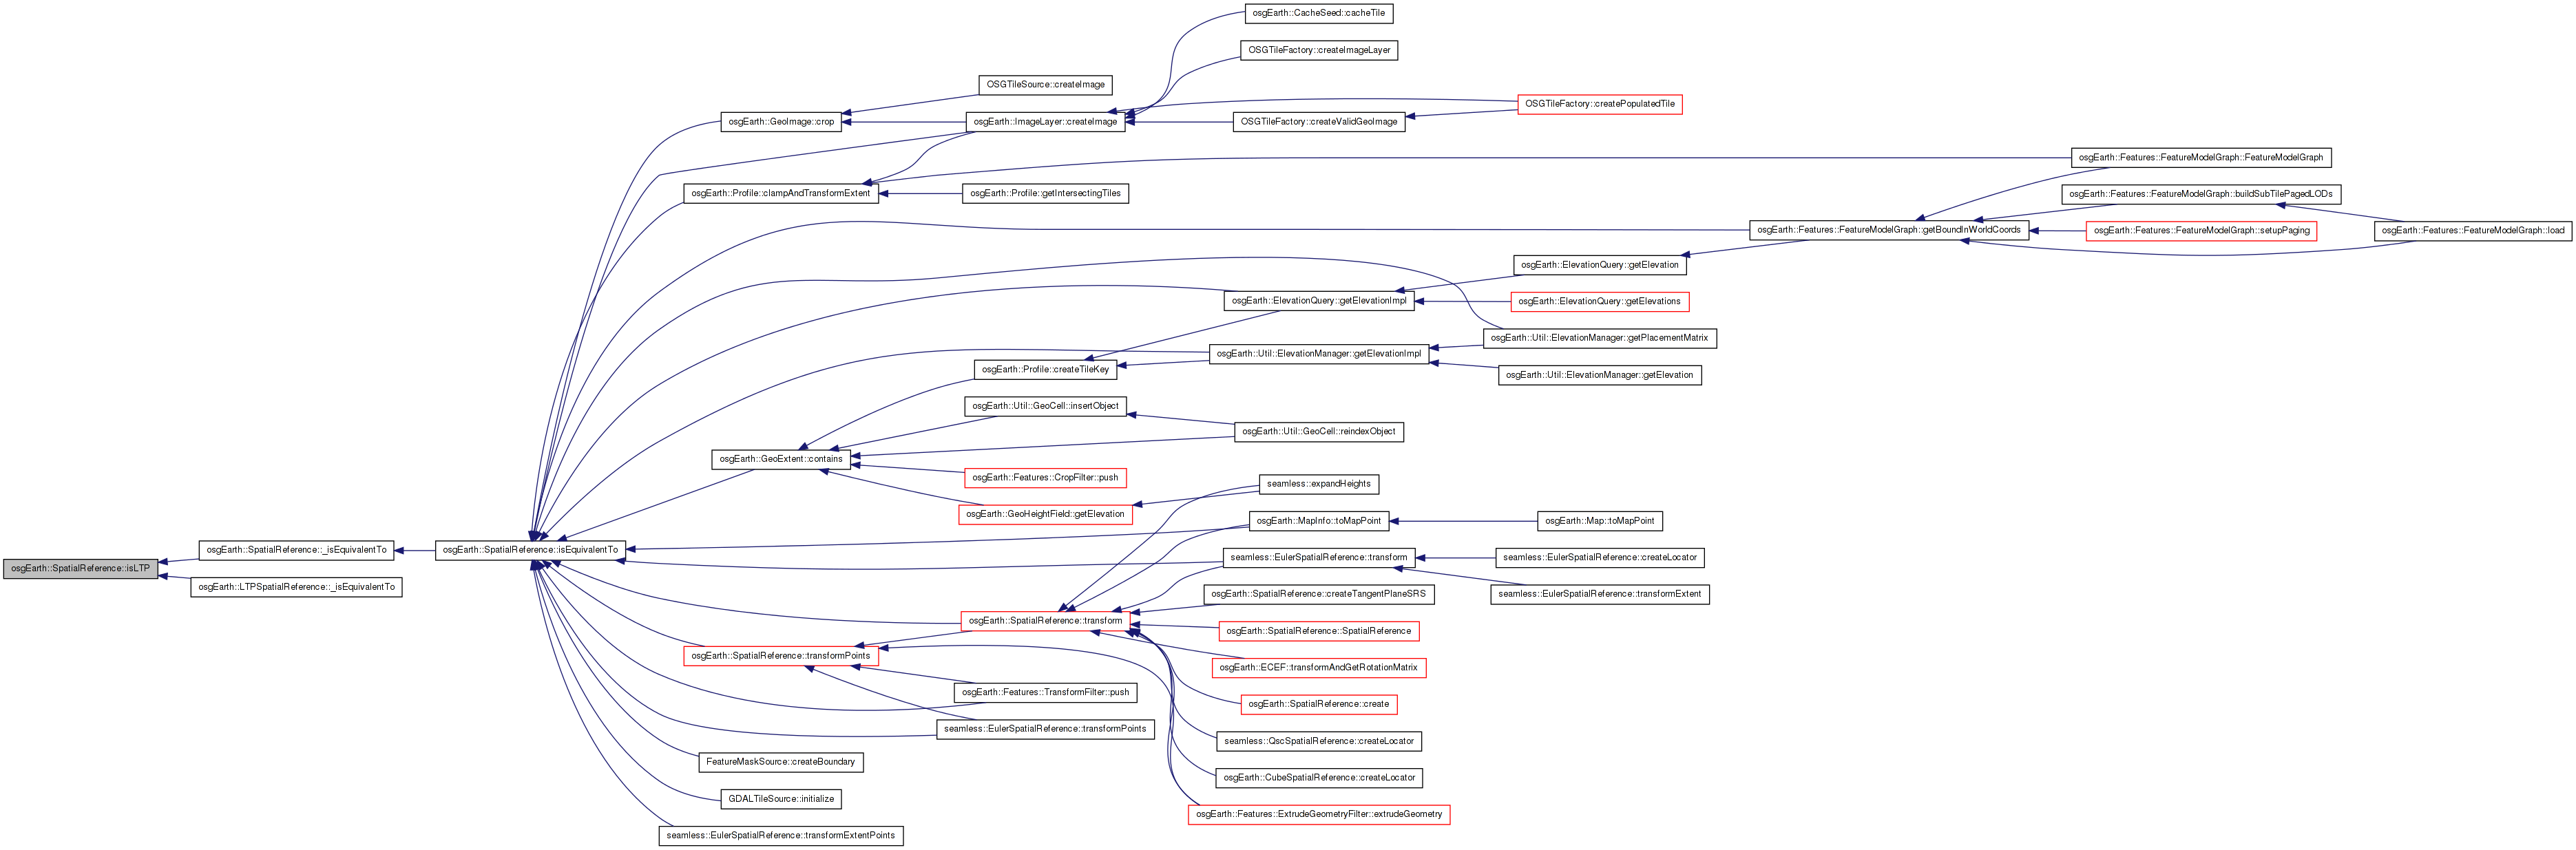 osgEarth::CacheSeed::cacheTile
OSGTileFactory::createImageLayer
OSGTileSource::createImage
OSGTileFactory::createPopulatedTile
osgEarth::GeoImage::crop
osgEarth::ImageLayer::createImage
OSGTileFactory::createValidGeoImage
osgEarth::Features::FeatureModelGraph::FeatureModelGraph
osgEarth::Profile::clampAndTransformExtent
osgEarth::Profile::getIntersectingTiles
osgEarth::Features::FeatureModelGraph::buildSubTilePagedLODs
osgEarth::Features::FeatureModelGraph::getBoundInWorldCoords
osgEarth::Features::FeatureModelGraph::setupPaging
osgEarth::Features::FeatureModelGraph::load
osgEarth::ElevationQuery::getElevation
osgEarth::ElevationQuery::getElevationImpl
osgEarth::ElevationQuery::getElevations
osgEarth::Util::ElevationManager::getPlacementMatrix
osgEarth::Util::ElevationManager::getElevationImpl
osgEarth::Profile::createTileKey
osgEarth::Util::ElevationManager::getElevation
osgEarth::Util::GeoCell::insertObject
osgEarth::Util::GeoCell::reindexObject
osgEarth::GeoExtent::contains
osgEarth::Features::CropFilter::push
seamless::expandHeights
osgEarth::GeoHeightField::getElevation
osgEarth::MapInfo::toMapPoint
osgEarth::Map::toMapPoint
osgEarth::SpatialReference::_isEquivalentTo
osgEarth::SpatialReference::isEquivalentTo
seamless::EulerSpatialReference::transform
seamless::EulerSpatialReference::createLocator
osgEarth::SpatialReference::isLTP
osgEarth::LTPSpatialReference::_isEquivalentTo
osgEarth::SpatialReference::createTangentPlaneSRS
seamless::EulerSpatialReference::transformExtent
osgEarth::SpatialReference::transform
osgEarth::SpatialReference::SpatialReference
osgEarth::SpatialReference::transformPoints
osgEarth::ECEF::transformAndGetRotationMatrix
osgEarth::Features::TransformFilter::push
osgEarth::SpatialReference::create
seamless::EulerSpatialReference::transformPoints
seamless::QscSpatialReference::createLocator
FeatureMaskSource::createBoundary
osgEarth::CubeSpatialReference::createLocator
GDALTileSource::initialize
osgEarth::Features::ExtrudeGeometryFilter::extrudeGeometry
seamless::EulerSpatialReference::transformExtentPoints